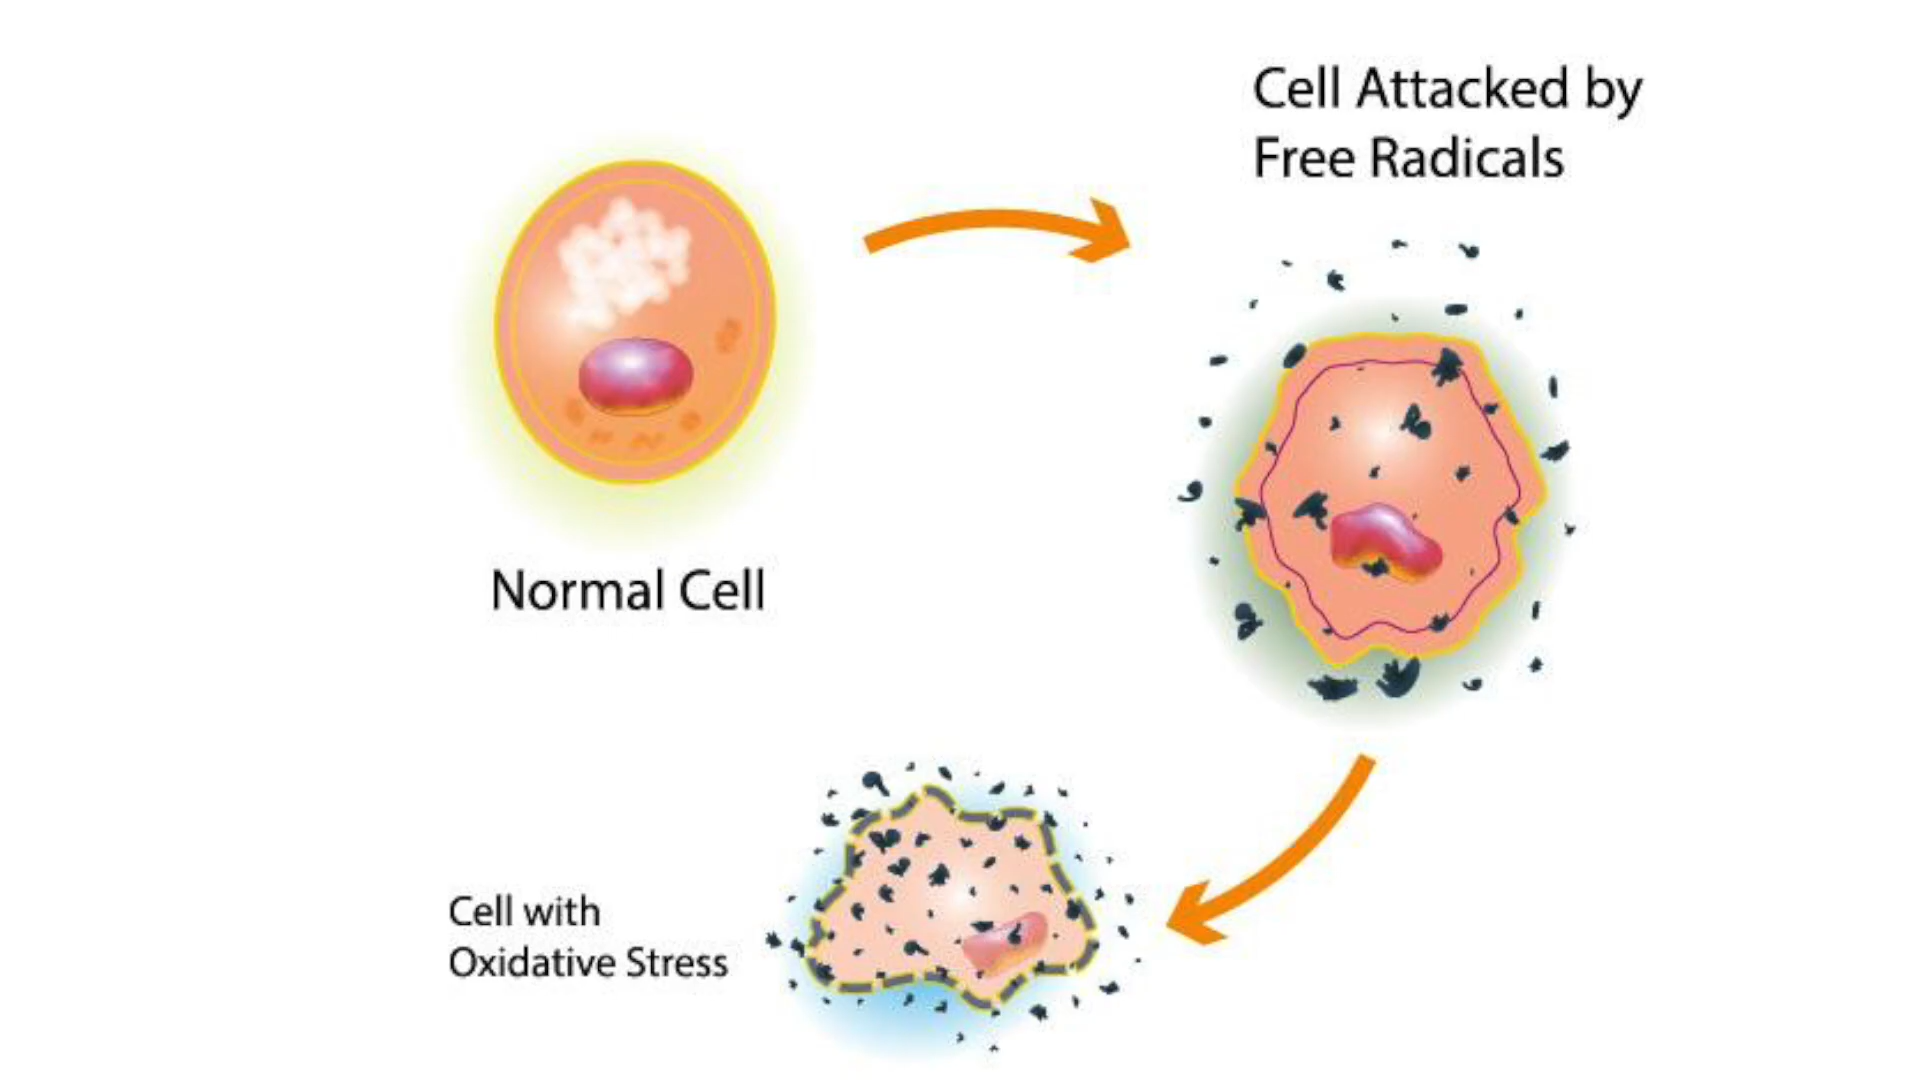 Cell Attacked by
Free Radicals
Normal Cell
Cell with
Oxidative Stress